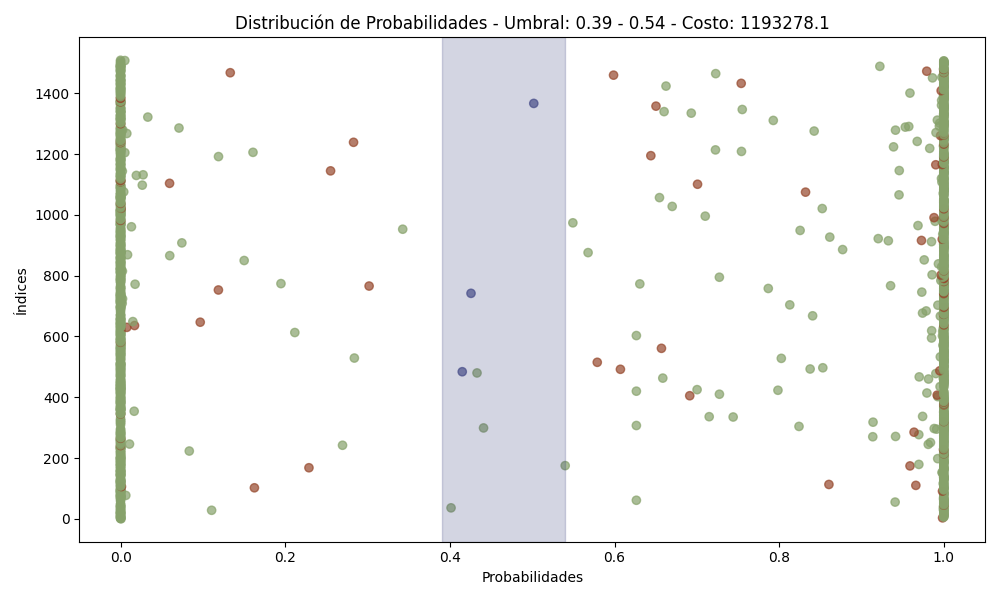 Distribución de Probabilidades - Umbral: 0.39 - 0.54 - Costo: 1193278.1
Índices
1400
1200
1000
800
600
400
200
0
0.0 0.2 0.4 0.6 0.8 1.0
Probabilidades